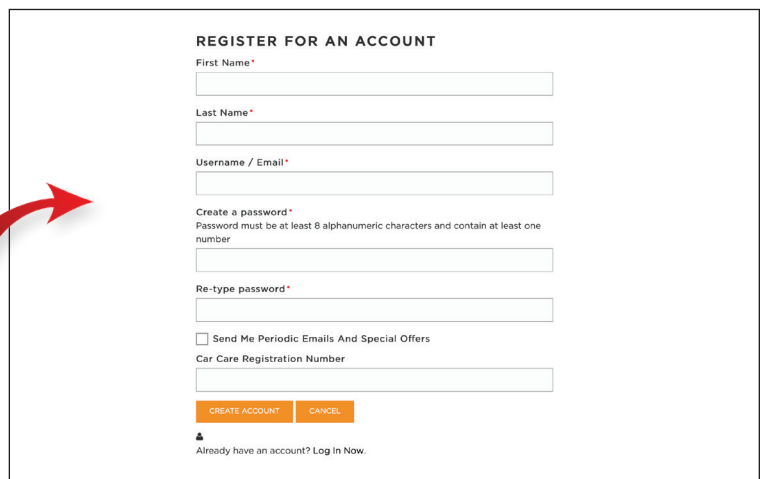 REGISTER FOR AN ACCOUNT
First Name*
Last Name*
Username / Email*
Create a password*
Password must be at least 8 alphanumeric characters and contain at least one
number
Re-type password*
Send Me Periodic Emails And Special Offers
Car Care Registration Number
CREATE ACCOUNT CANCEL
Already have an account? Log In Now.